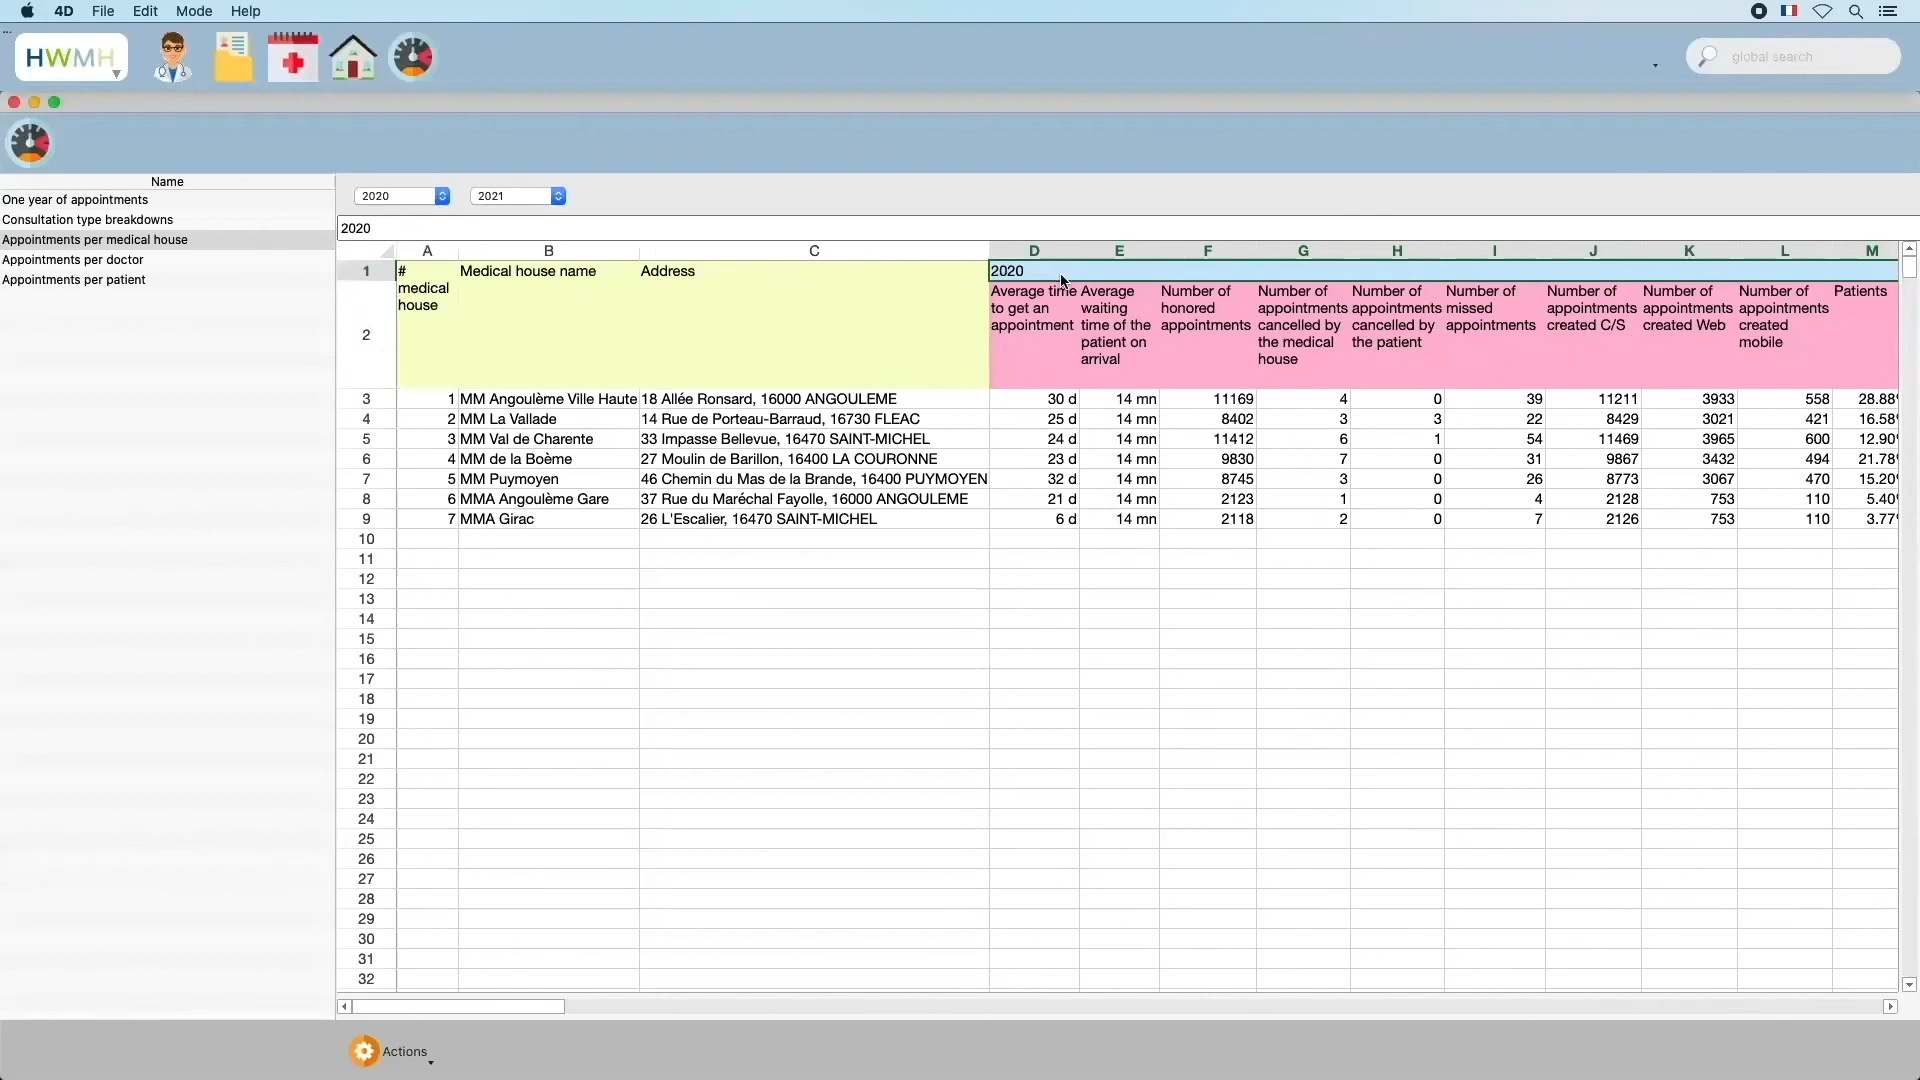 4D File Edit Mode Help
...
HWMH
global search
Name
One year of appointments
Consultation type breakdowns
Appointments per medical house
Appointments per doctor
Appointments per patient
2020 2021
2020
A B C D E F G H I J K L M
1 # medical house Medical house name Address 2020
2 Average time to get an appointment Average waiting time of the patient on arrival Number of honored appointments Number of appointments cancelled by the medical house Number of appointments cancelled by the patient Number of missed appointments Number of appointments created C/S Number of appointments created Web Number of appointments created mobile Patients
3 1 MM Angoulème Ville Haute 18 Allée Ronsard, 16000 ANGOULEME 30 d 14 mn 11169 4 0 39 11211 3933 558 28.88
4 2 MM La Vallade 14 Rue de Porteau-Barraud, 16730 FLEAC 25 d 14 mn 8402 3 3 22 8429 3021 421 16.58
5 3 MM Val de Charente 33 Impasse Bellevue, 16470 SAINT-MICHEL 24 d 14 mn 11412 6 1 54 11469 3965 600 12.90
6 4 MM de la Boème 27 Moulin de Barillon, 16400 LA COURONNE 23 d 14 mn 9830 7 0 31 9867 3432 494 21.78
7 5 MM Puymoyen 46 Chemin du Mas de la Brande, 16400 PUYMOYEN 32 d 14 mn 8745 3 0 26 8773 3067 470 15.20
8 6 MMA Angoulème Gare 37 Rue du Maréchal Fayolle, 16000 ANGOULEME 21 d 14 mn 2123 1 0 4 2128 753 110 5.40
9 7 MMA Girac 26 L'Escalier, 16470 SAINT-MICHEL 6 d 14 mn 2118 2 0 7 2126 753 110 3.77
10
11
12
13
14
15
16
17
18
19
20
21
22
23
24
25
26
27
28
29
30
31
32
Actions